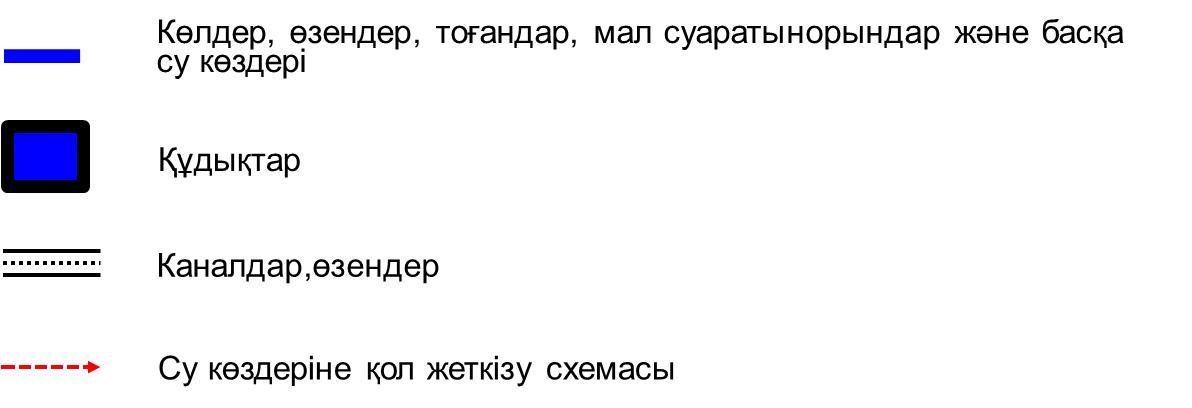 Көлдер, өзендер, тоғандар, мал суаратынорындар және басқа
су көздері
Құдықтар
Каналдар,өзендер
Су көздеріне қол жеткізу схемасы